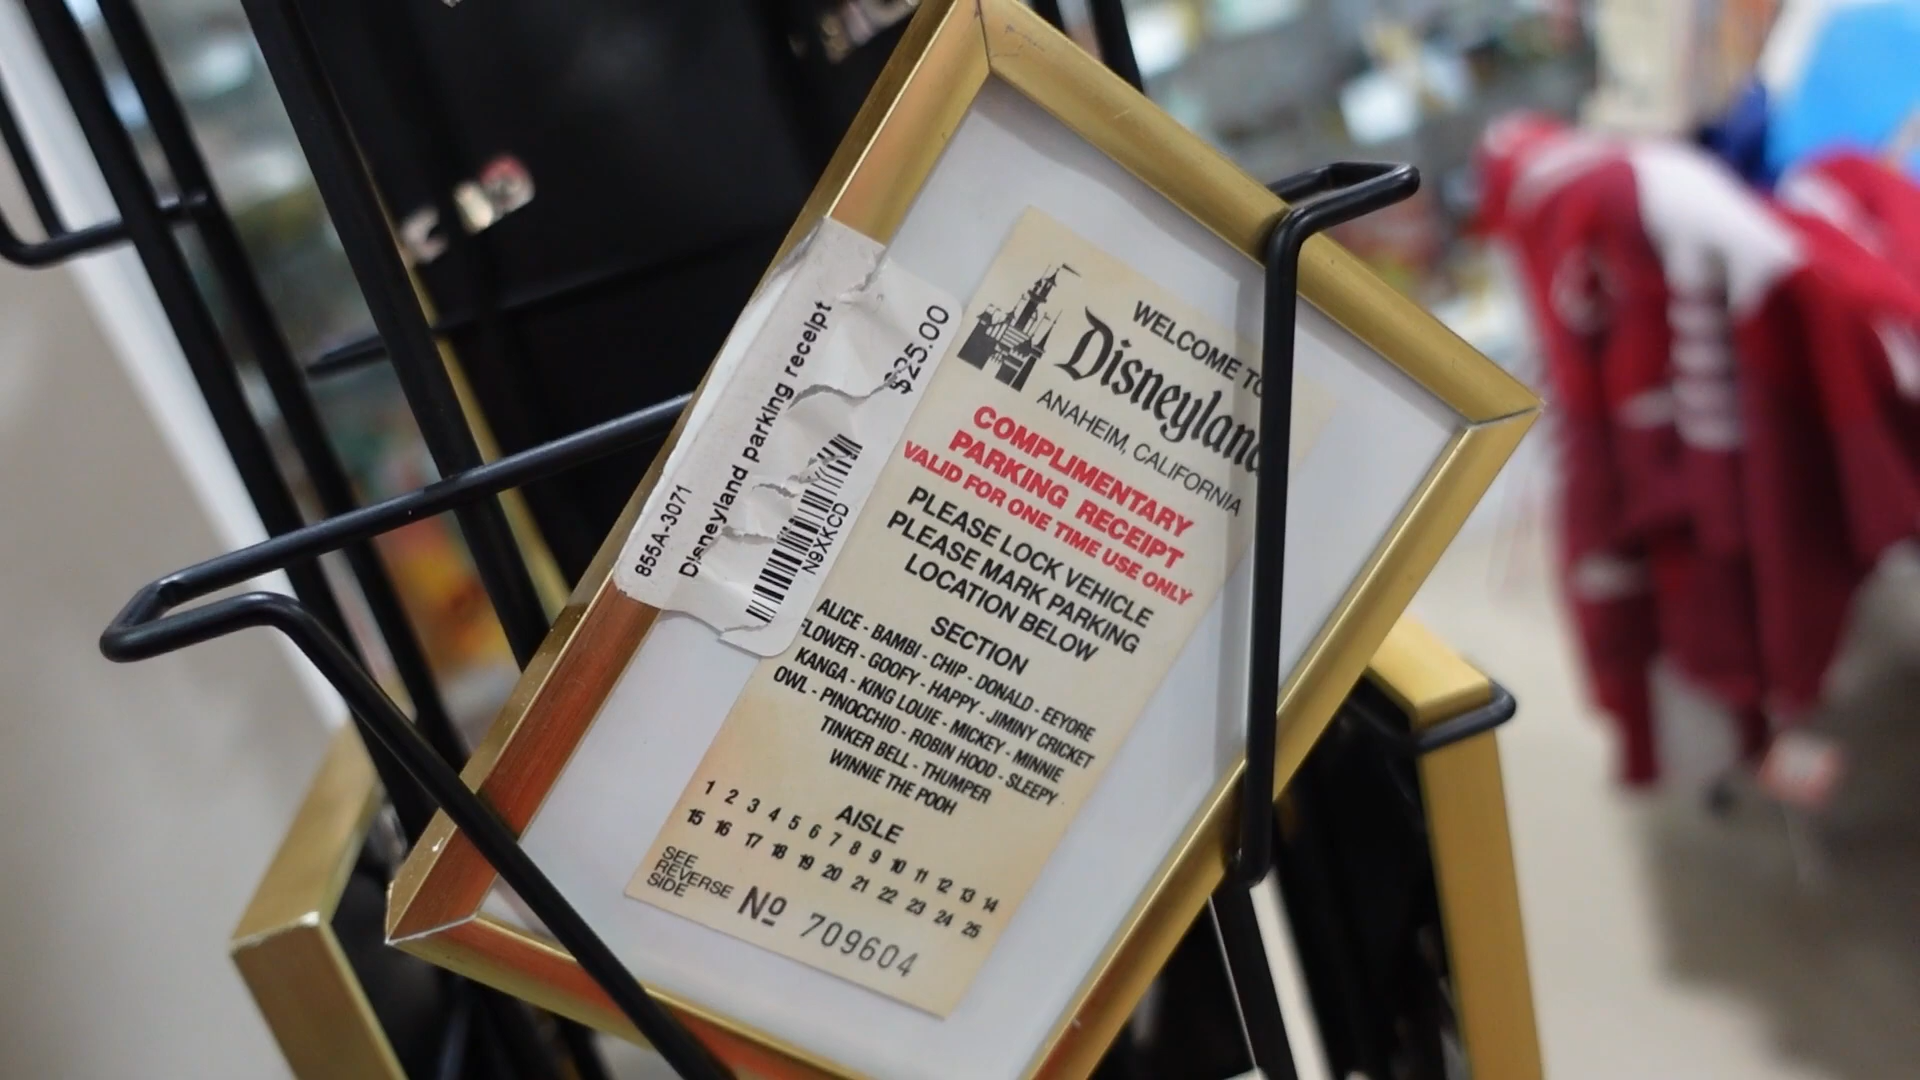 855A-3071
Disneyland parking receipt
$25.00
N9XKCD
WELCOME TO
Disneyland
ANAHEIM, CALIFORNIA
COMPLIMENTARY
PARKING RECEIPT
VALID FOR ONE TIME USE ONLY
PLEASE LOCK VEHICLE
PLEASE MARK PARKING
LOCATION BELOW
SECTION
ALICE - BAMBI - CHIP - DONALD - EEYORE
FLOWER - GOOFY - HAPPY - JIMINY CRICKET
KANGA - KING LOUIE - MICKEY - MINNIE
OWL - PINOCCHIO - ROBIN HOOD - SLEEPY
TINKER BELL - THUMPER
WINNIE THE POOH
AISLE
1 2 3 4 5 6 7 8 9 10 11 12 13 14
15 16 17 18 19 20 21 22 23 24 25
SEE
REVERSE
SIDE
Nº 709604